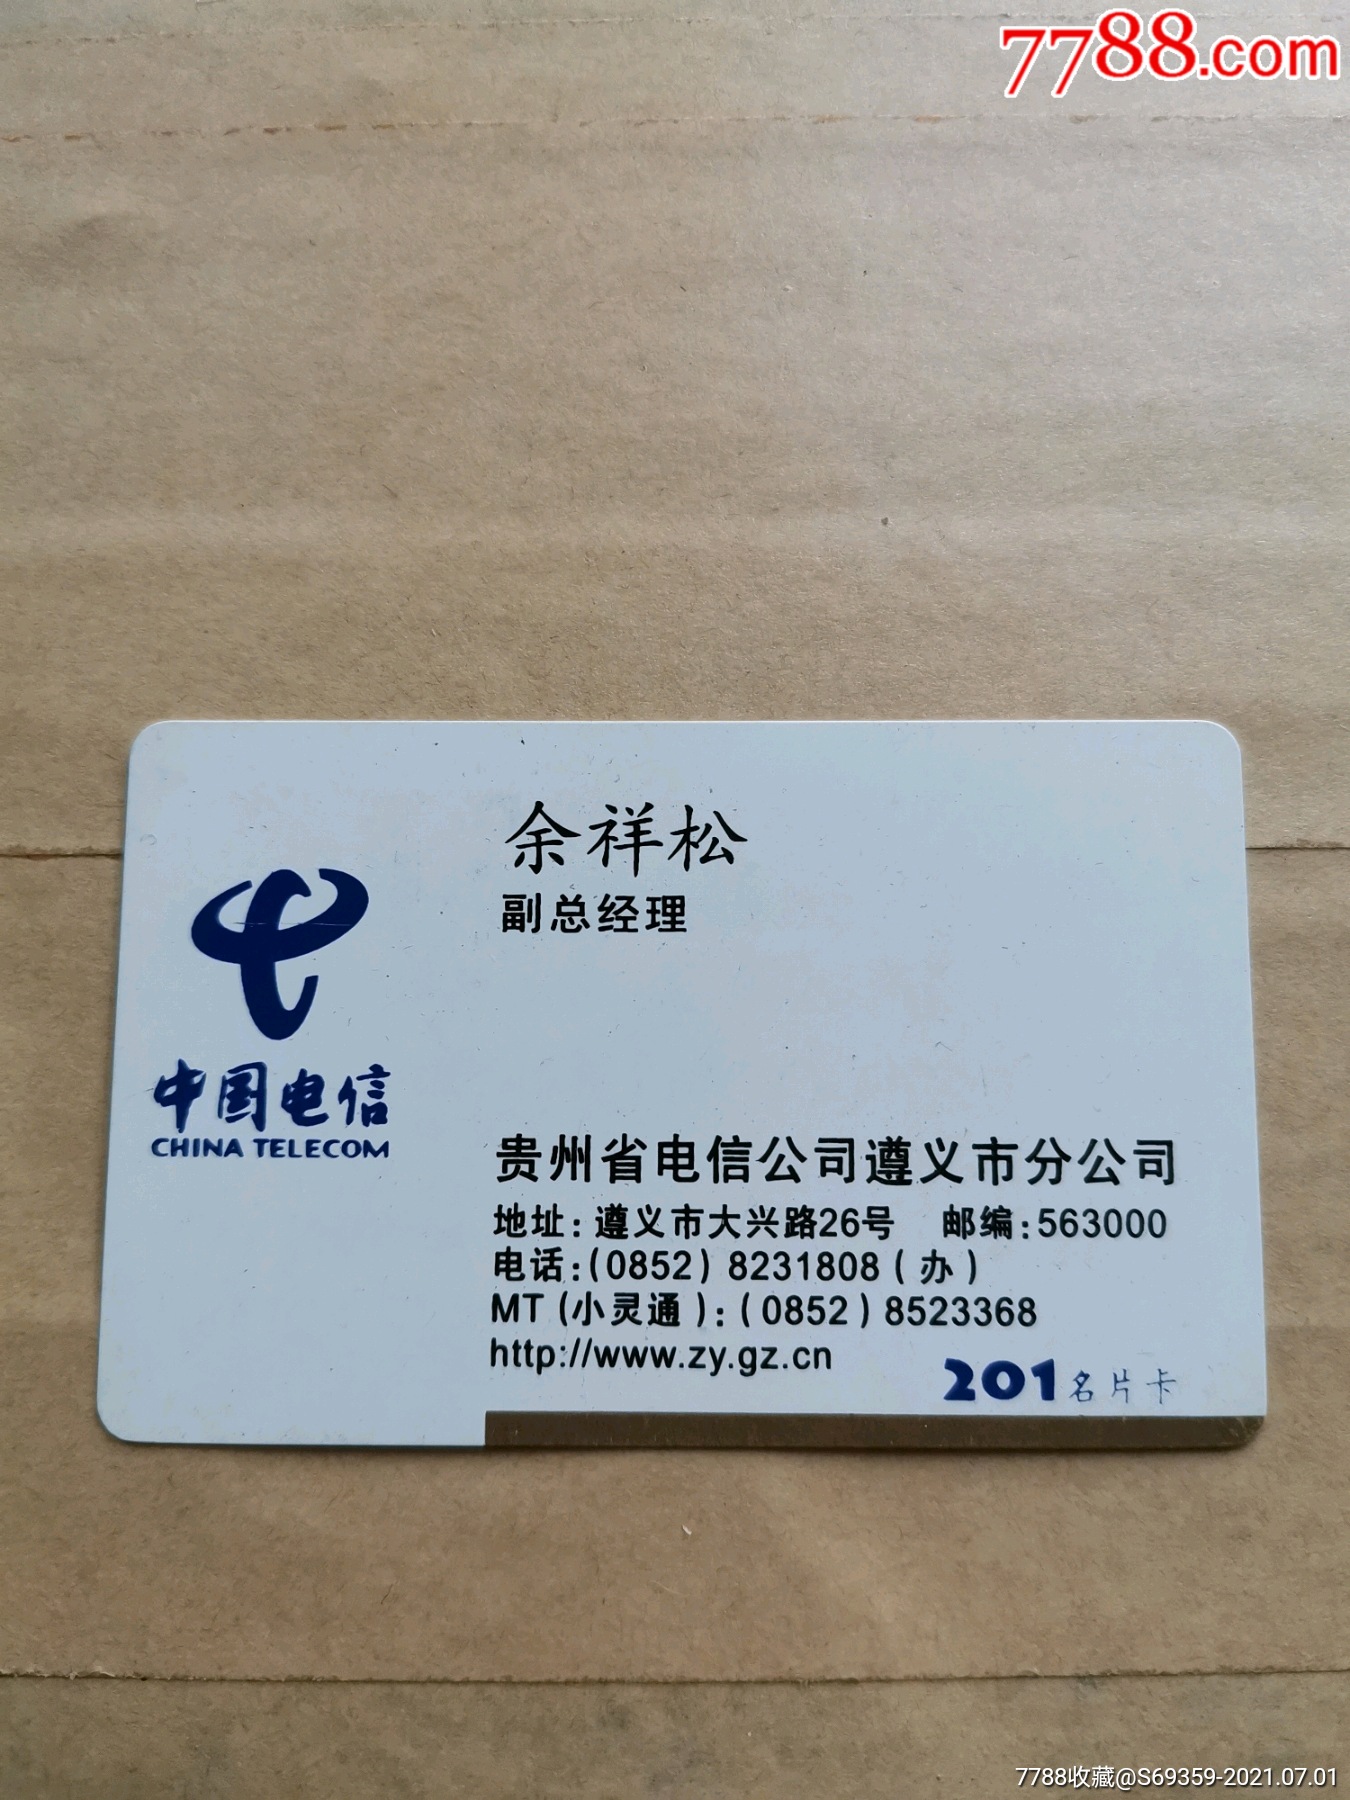 7788.com
余祥松
副总经理
中国电信
CHINA TELECOM
贵州省电信公司遵义市分公司
地址:遵义市大兴路26号 邮编:563000
电话:(0852) 8231808 (办)
MT (小灵通):(0852) 8523368
http://www.zy.gz.cn
201名片卡
7788收藏@S69359-2021.07.01